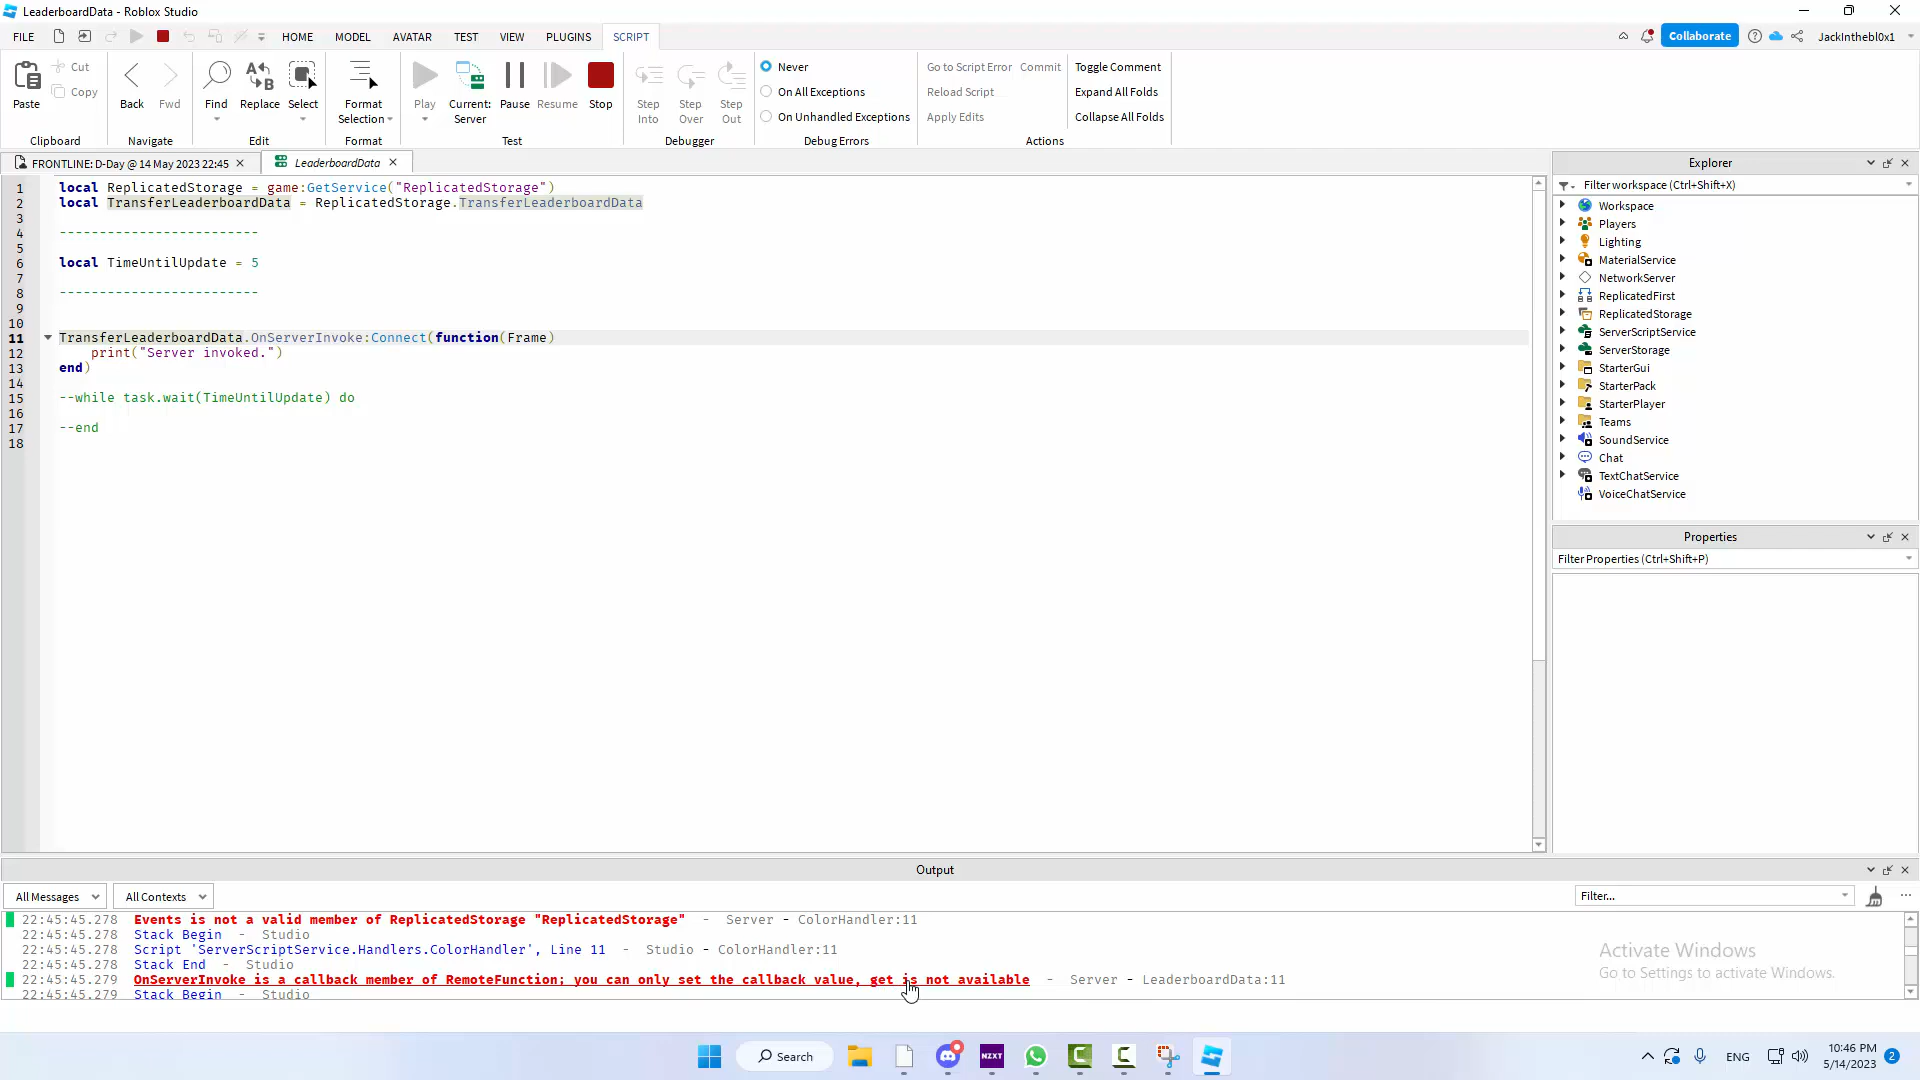 LeaderboardData - Roblox Studio
FILE HOME MODEL AVATAR TEST VIEW PLUGINS SCRIPT Collaborate JackInthebl0x1
Paste Cut Copy Clipboard
Back Fwd Navigate
Find Replace Select Edit
Format Selection Format
Play Current: Server Pause Resume Stop Test
Step Into Step Over Step Out Debugger
Never
On All Exceptions
On Unhandled Exceptions
Debug Errors
Go to Script Error Commit
Reload Script
Apply Edits
Toggle Comment
Expand All Folds
Collapse All Folds
Actions
FRONTLINE: D-Day @ 14 May 2023 22:45 LeaderboardData
1 local ReplicatedStorage = game:GetService("ReplicatedStorage")
2 local TransferLeaderboardData = ReplicatedStorage.TransferLeaderboardData
3
4 -------------------------
5
6 local TimeUntilUpdate = 5
7
8 -------------------------
9
10
11 TransferLeaderboardData.OnServerInvoke:Connect(function(Frame)
12 print("Server invoked.")
13 end)
14
15 --while task.wait(TimeUntilUpdate) do
16
17 --end
18
Explorer
Filter workspace (Ctrl+Shift+X)
Workspace
Players
Lighting
MaterialService
NetworkServer
ReplicatedFirst
ReplicatedStorage
ServerScriptService
ServerStorage
StarterGui
StarterPack
StarterPlayer
Teams
SoundService
Chat
TextChatService
VoiceChatService
Properties
Filter Properties (Ctrl+Shift+P)
Output
All Messages All Contexts Filter...
22:45:45.278 Events is not a valid member of ReplicatedStorage "ReplicatedStorage" - Server - ColorHandler:11
22:45:45.278 Stack Begin - Studio
22:45:45.278 Script 'ServerScriptService.Handlers.ColorHandler', Line 11 - Studio - ColorHandler:11
22:45:45.278 Stack End - Studio
22:45:45.279 OnServerInvoke is a callback member of RemoteFunction; you can only set the callback value, get is not available - Server - LeaderboardData:11
22:45:45.279 Stack Begin - Studio
Activate Windows
Go to Settings to activate Windows.
Search NZXT ENG 10:46 PM 5/14/2023 2